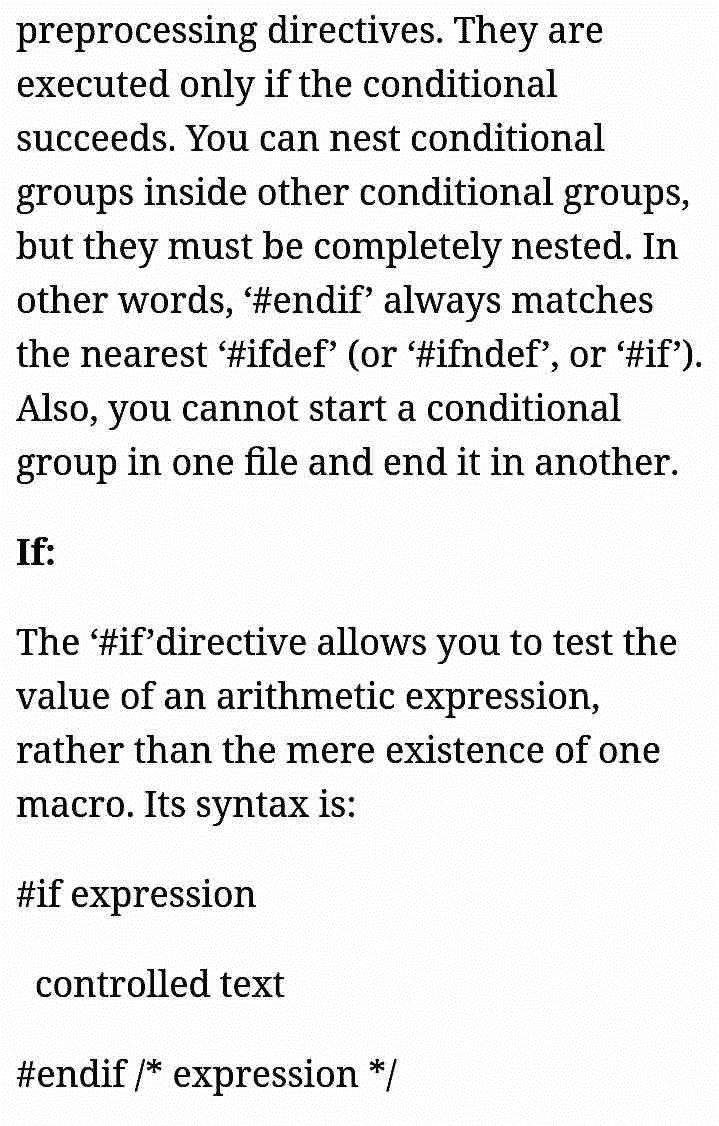 preprocessing directives. They are
executed only if the conditional
succeeds. You can nest conditional
groups inside other conditional groups,
but they must be completely nested. In
other words, ‘#endif’ always matches
the nearest ‘#ifdef’ (or ‘#ifndef’, or ‘#if’).
Also, you cannot start a conditional
group in one file and end it in another.
If:
The ‘#if’directive allows you to test the
value of an arithmetic expression,
rather than the mere existence of one
macro. Its syntax is:
#if expression
controlled text
#endif /* expression */